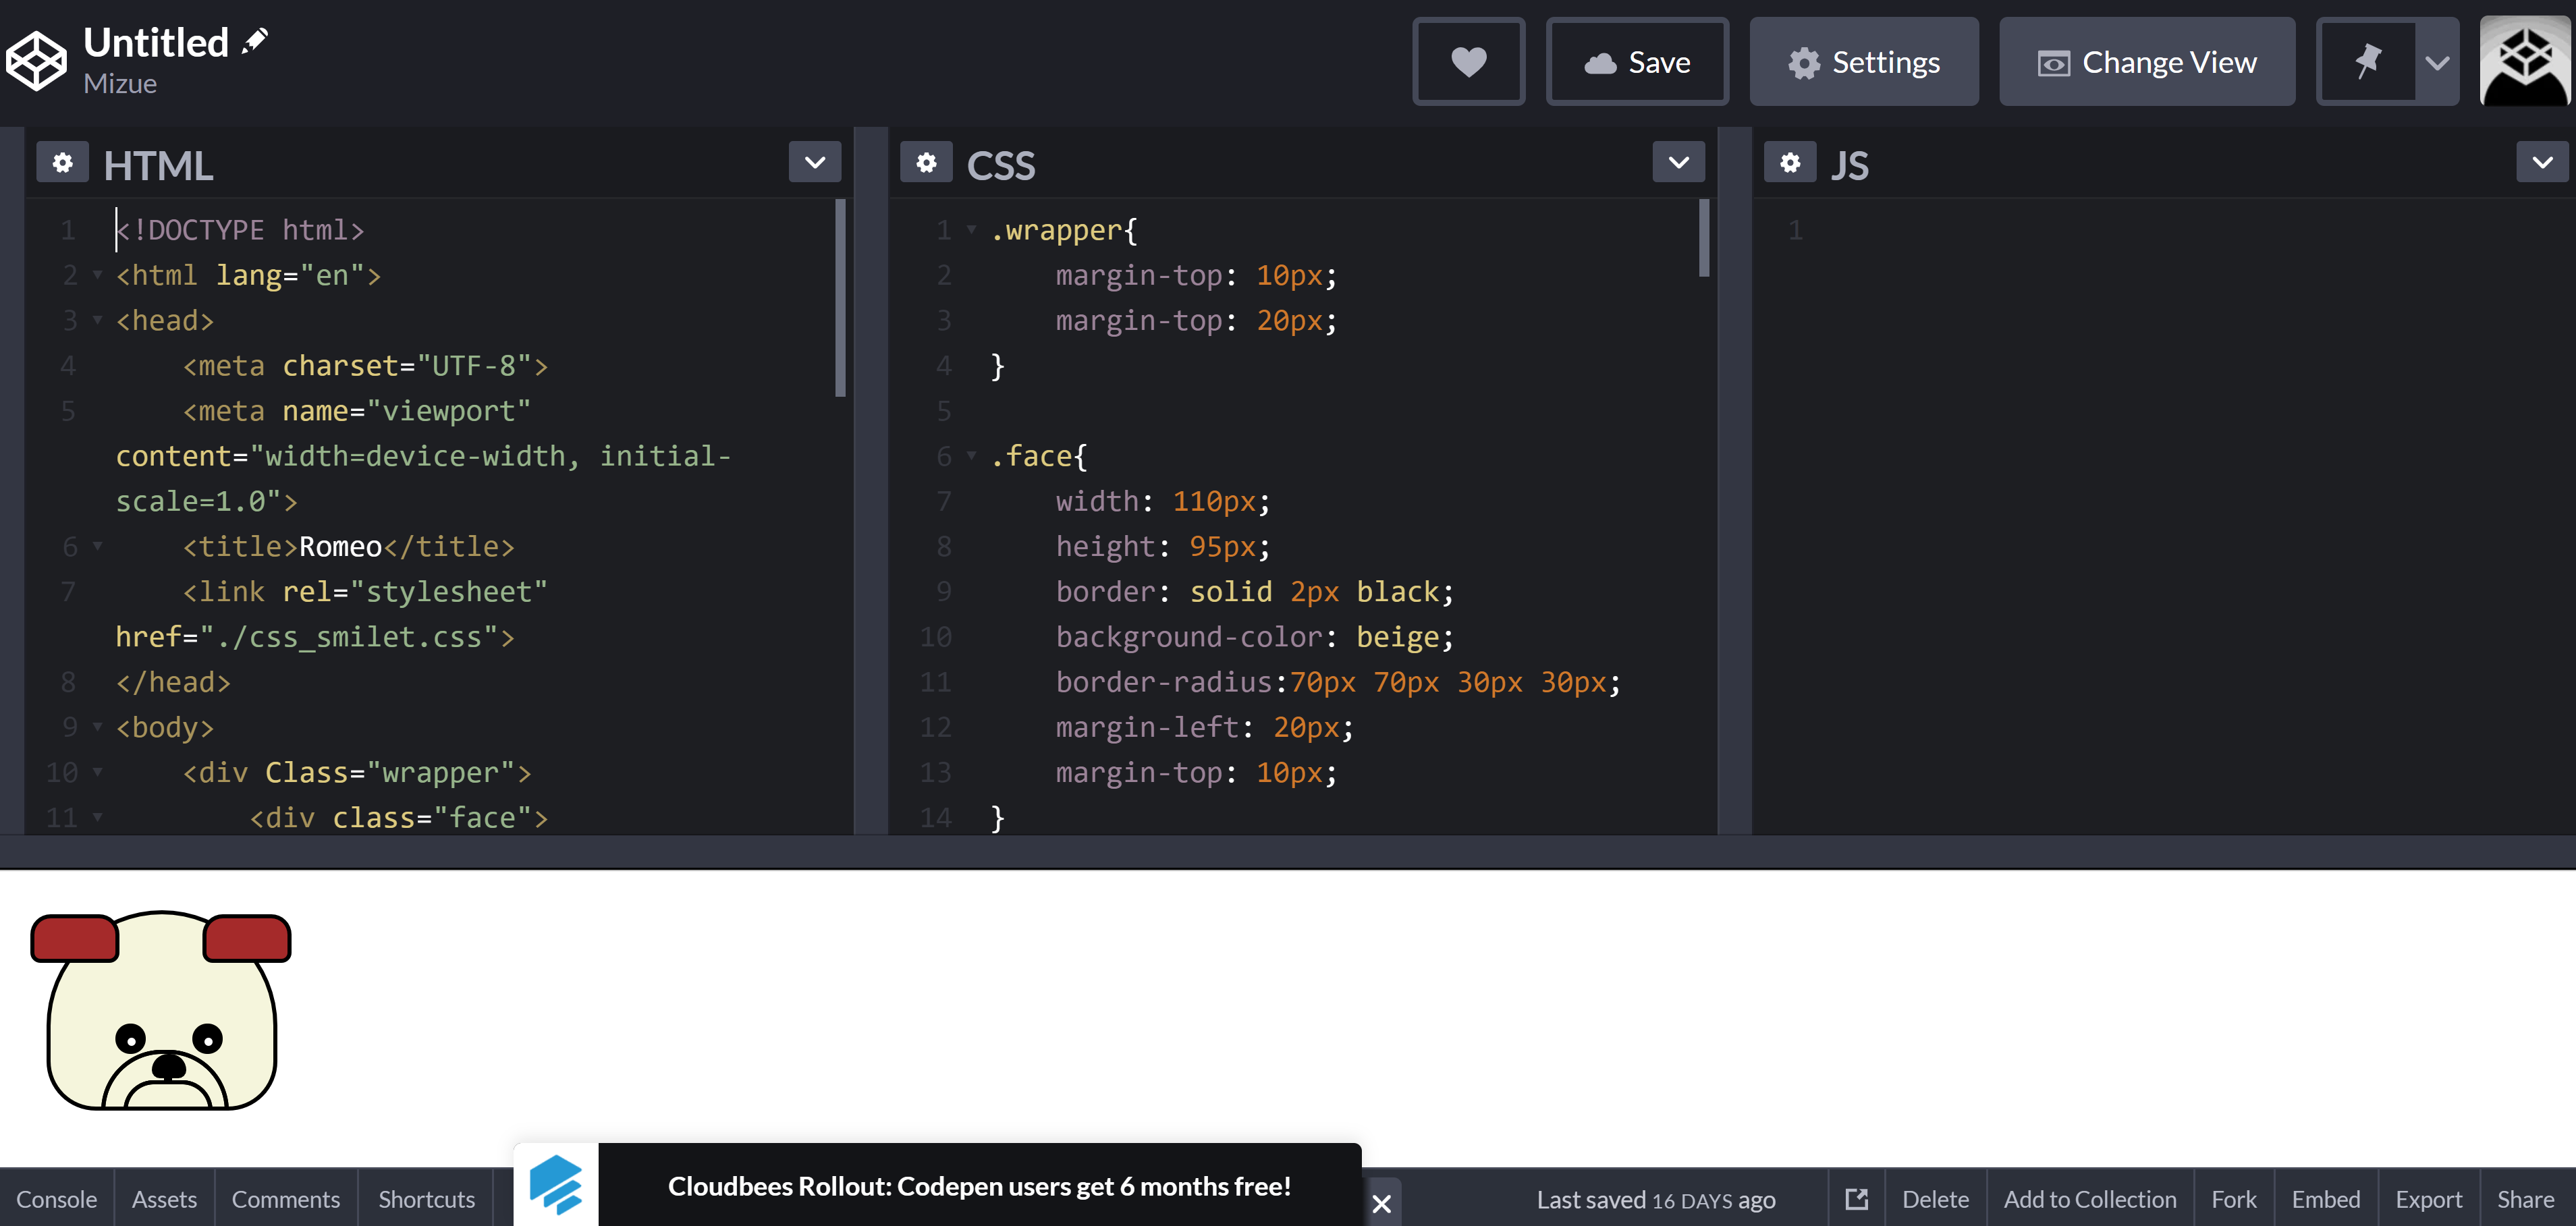 Untitled
Mizue
Save
Settings
Change View
HTML
1 <!DOCTYPE html>
2 <html lang="en">
3 <head>
4 <meta charset="UTF-8">
5 <meta name="viewport"
content="width=device-width, initial-
scale=1.0">
6 <title>Romeo</title>
7 <link rel="stylesheet"
href="./css_smilet.css">
8 </head>
9 <body>
10 <div Class="wrapper">
11 <div class="face">
CSS
1 .wrapper{
2 margin-top: 10px;
3 margin-top: 20px;
4 }
5
6 .face{
7 width: 110px;
8 height: 95px;
9 border: solid 2px black;
10 background-color: beige;
11 border-radius:70px 70px 30px 30px;
12 margin-left: 20px;
13 margin-top: 10px;
14 }
JS
1
Console
Assets
Comments
Shortcuts
Cloudbees Rollout: Codepen users get 6 months free!
Last saved 16 DAYS ago
Delete
Add to Collection
Fork
Embed
Export
Share